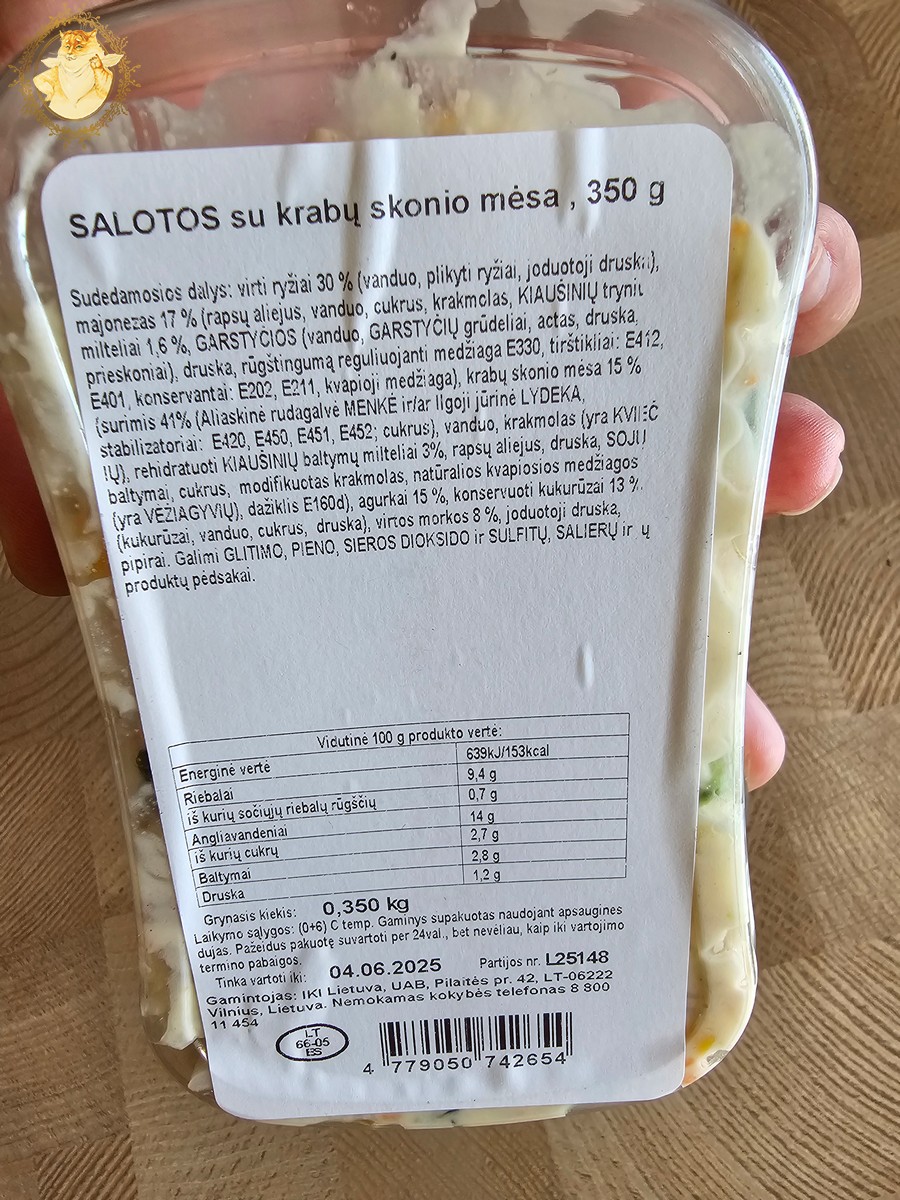 SALOTOS su krabų skonio mėsa , 350 g
Sudedamosios dalys: virti ryžiai 30 % (vanduo, plikyti ryžiai, joduotoji druska),
majonezas 17 % (rapsų aliejus, vanduo, cukrus, krakmolas, KIAUŠINIŲ trynių
milteliai 1,6 %, GARSTYČIOS (vanduo, GARSTYČIŲ grūdeliai, actas, druska,
prieskoniai), druska, rūgštingumą reguliuojanti medžiaga E330, tirštikliai: E412,
E401, konservantai: E202, E211, kvapioji medžiaga), krabų skonio mėsa 15 %
(surimis 41% (Aliaskinė rudagalvė MENKĖ ir/ar Ilgoji jūrinė LYDEKA,
stabilizatoriai: E420, E450, E451, E452; cukrus), vanduo, krakmolas (yra KVIEČ
IŲ), rehidratuoti KIAUŠINIŲ baltymų milteliai 3%, rapsų aliejus, druska, SOJŲ
baltymai, cukrus, modifikuotas krakmolas, natūralios kvapiosios medžiagos
(yra VĖŽIAGYVIŲ), dažiklis E160d), agurkai 15 %, konservuoti kukurūzai 13 %
(kukurūzai, vanduo, cukrus, druska), virtos morkos 8 %, joduotoji druska,
pipirai. Galimi GLITIMO, PIENO, SIEROS DIOKSIDO ir SULFITŲ, SALIERŲ ir ų
produktų pėdsakai.
Vidutinė 100 g produkto vertė:
Energinė vertė 639kJ/153kcal
Riebalai 9,4 g
iš kurių sočiųjų riebalų rūgščių 0,7 g
Angliavandeniai 14 g
iš kurių cukrų 2,7 g
Baltymai 2,8 g
Druska 1,2 g
Grynasis kiekis: 0,350 kg
Laikymo sąlygos: (0+6) C temp. Gaminys supakuotas naudojant apsaugines
dujas. Pažeidus pakuotę suvartoti per 24val., bet nevėliau, kaip iki vartojimo
termino pabaigos.
Tinka vartoti iki: 04.06.2025 Partijos nr. L25148
Gamintojas: IKI Lietuva, UAB, Pilaitės pr. 42, LT-06222
Vilnius, Lietuva. Nemokamas kokybės telefonas 8 800
11 454
LT
66-05
ES
4 779050 742654